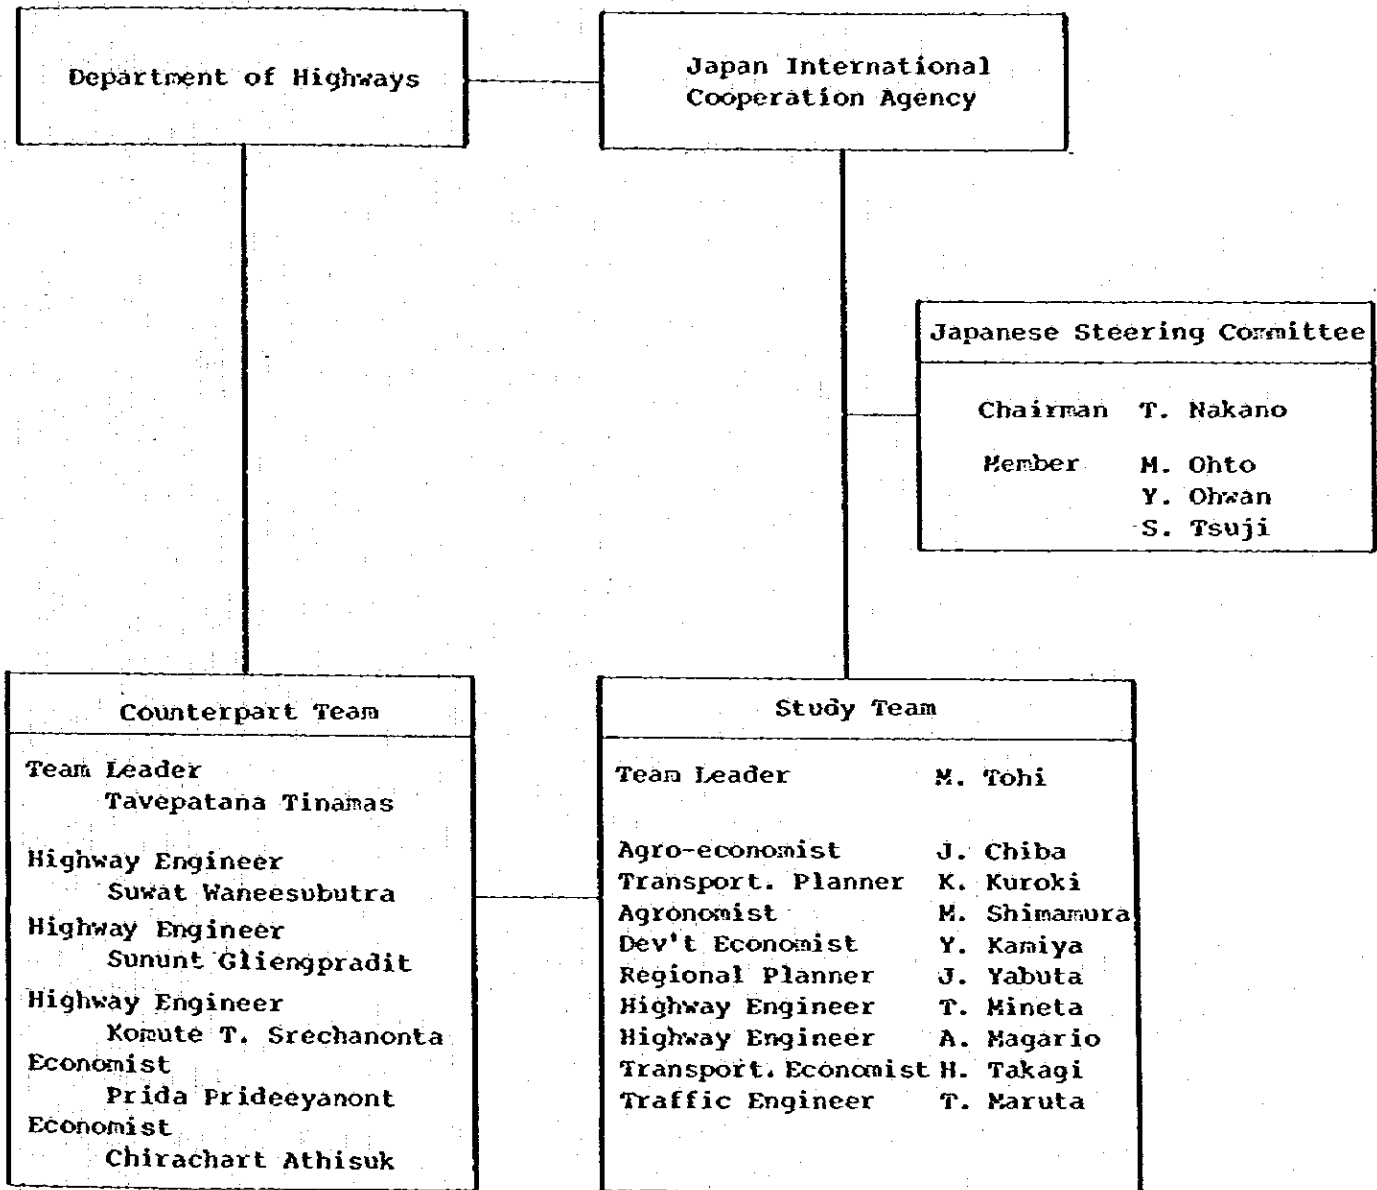 Department of Highways
Japan International
Cooperation Agency
Japanese Steering Committee
Chairman T. Nakano
Member M. Ohto
Y. Ohwan
S. Tsuji
Counterpart Team
Team Leader
Tavepatana Tinamas
Highway Engineer
Suwat Waneesubutra
Highway Engineer
Sununt Gliengpradit
Highway Engineer
Komute T. Srechanonta
Economist
Prida Prideeyanont
Economist
Chirachart Athisuk
Study Team
Team Leader M. Tohi
Agro-economist J. Chiba
Transport. Planner K. Kuroki
Agronomist M. Shimamura
Dev't Economist Y. Kamiya
Regional Planner J. Yabuta
Highway Engineer T. Mineta
Highway Engineer A. Magario
Transport. Economist H. Takagi
Traffic Engineer T. Maruta